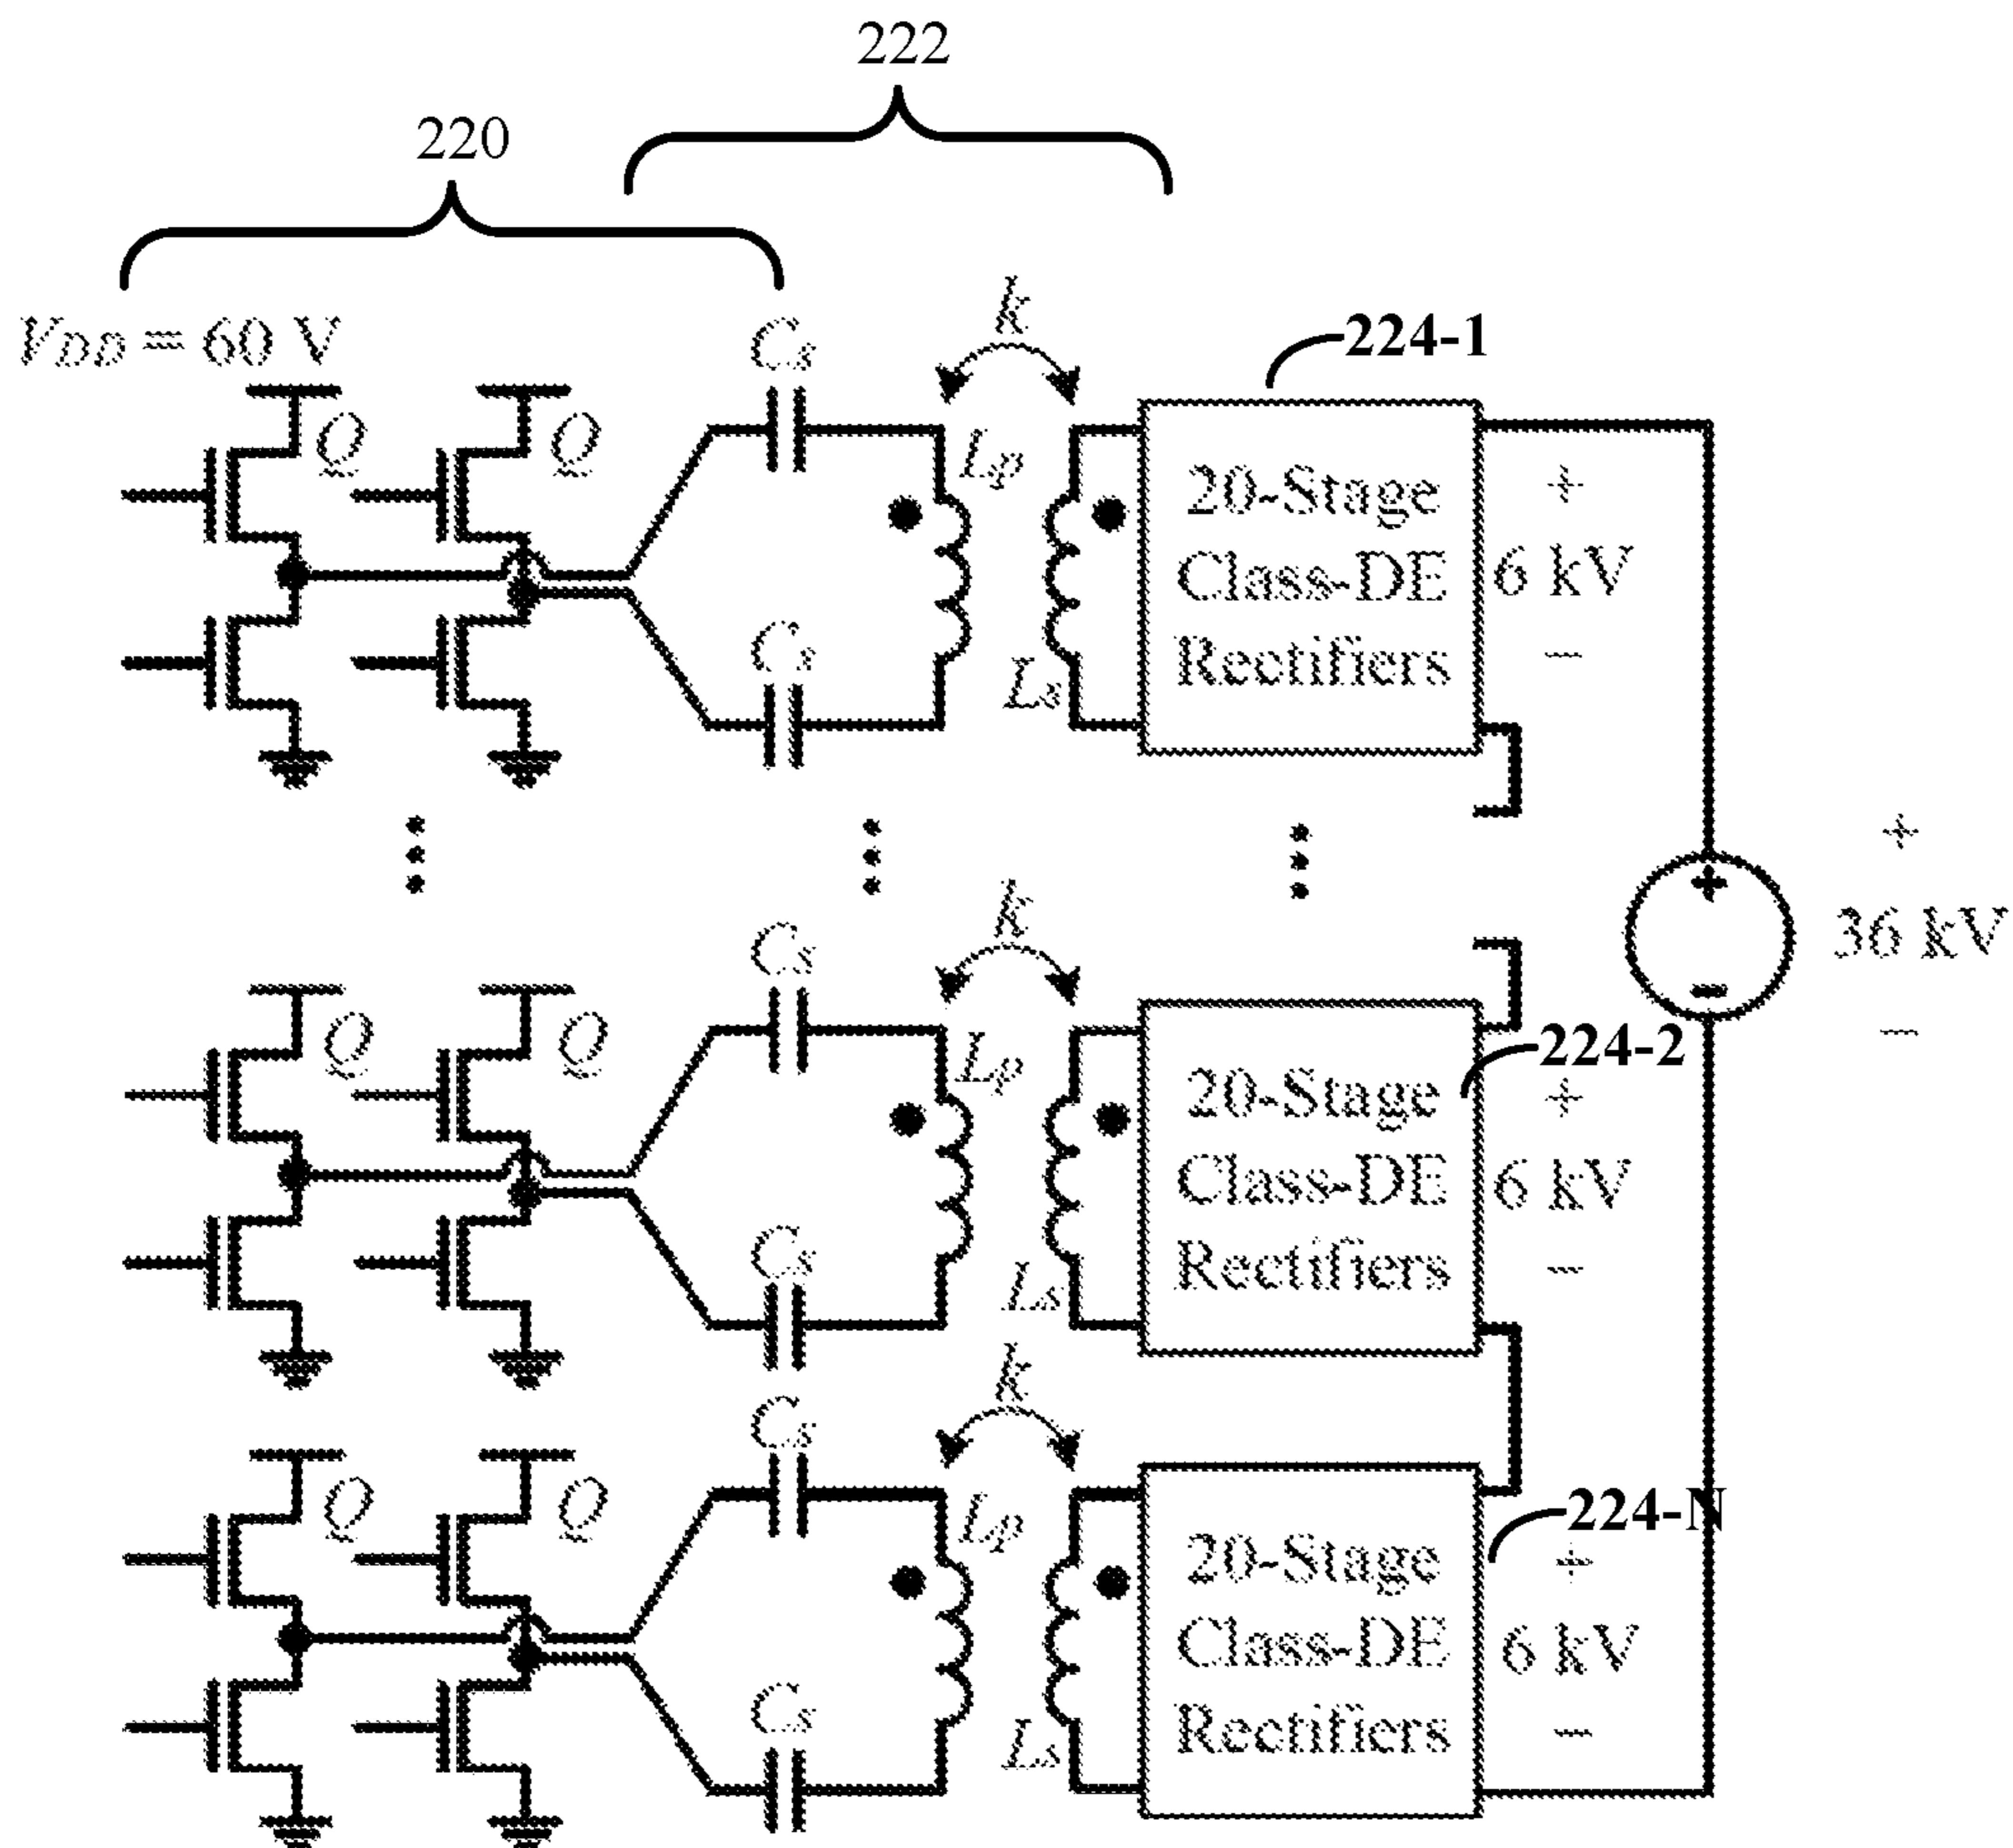 222
220
V_DD = 60 V
k
224-1
Cs
Q
Q
Lp
20-Stage
Class-DE
Rectifiers
+
6 kV
−
Cs
Ls
+
36 kV
−
+
−
k
Cs
Q
Q
Lp
224-2
20-Stage
Class-DE
Rectifiers
+
6 kV
−
Cs
Ls
k
Cs
Q
Q
Lp
224-N
20-Stage
Class-DE
Rectifiers
+
6 kV
−
Cs
Ls